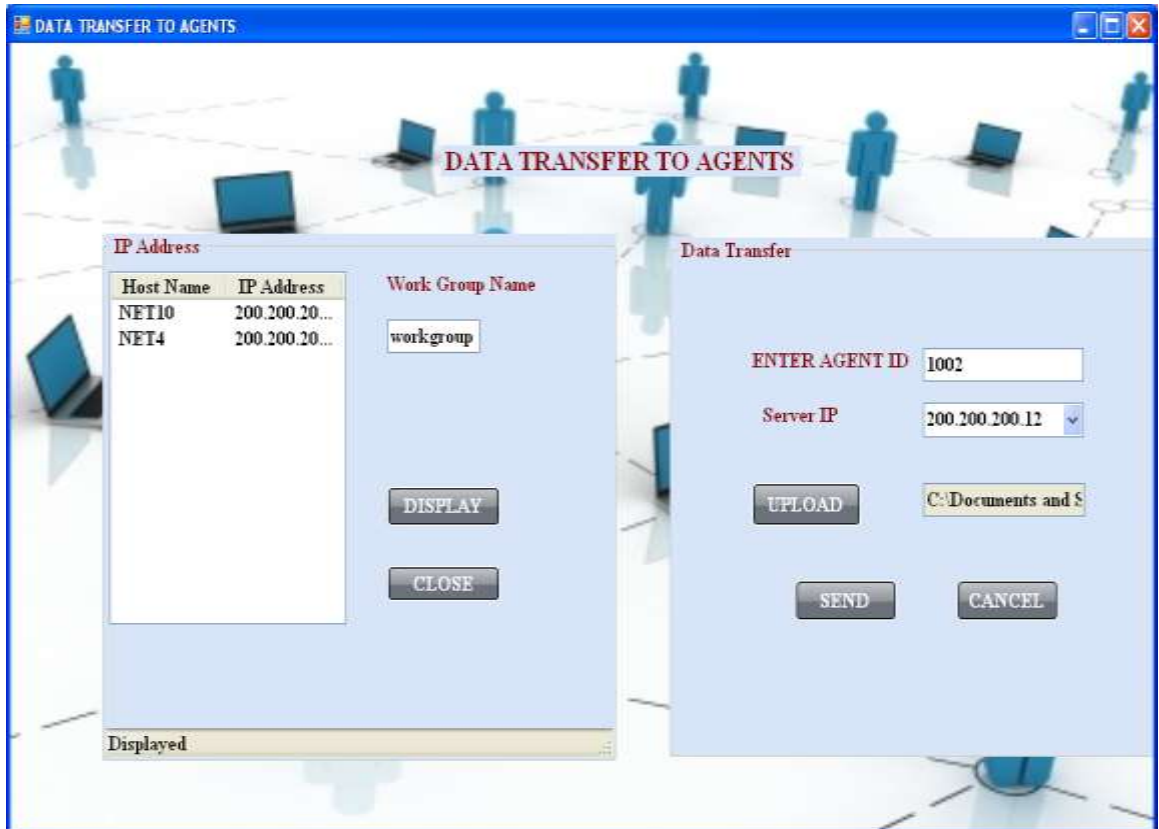 DATA TRANSFER TO AGENTS
DATA TRANSFER TO AGENTS
IP Address
Host Name IP Address
NET10 200.200.20...
NET4 200.200.20...
Work Group Name
workgroup
DISPLAY
CLOSE
Displayed
Data Transfer
ENTER AGENT ID 1002
Server IP 200.200.200.12
UPLOAD C:\Documents and S
SEND CANCEL